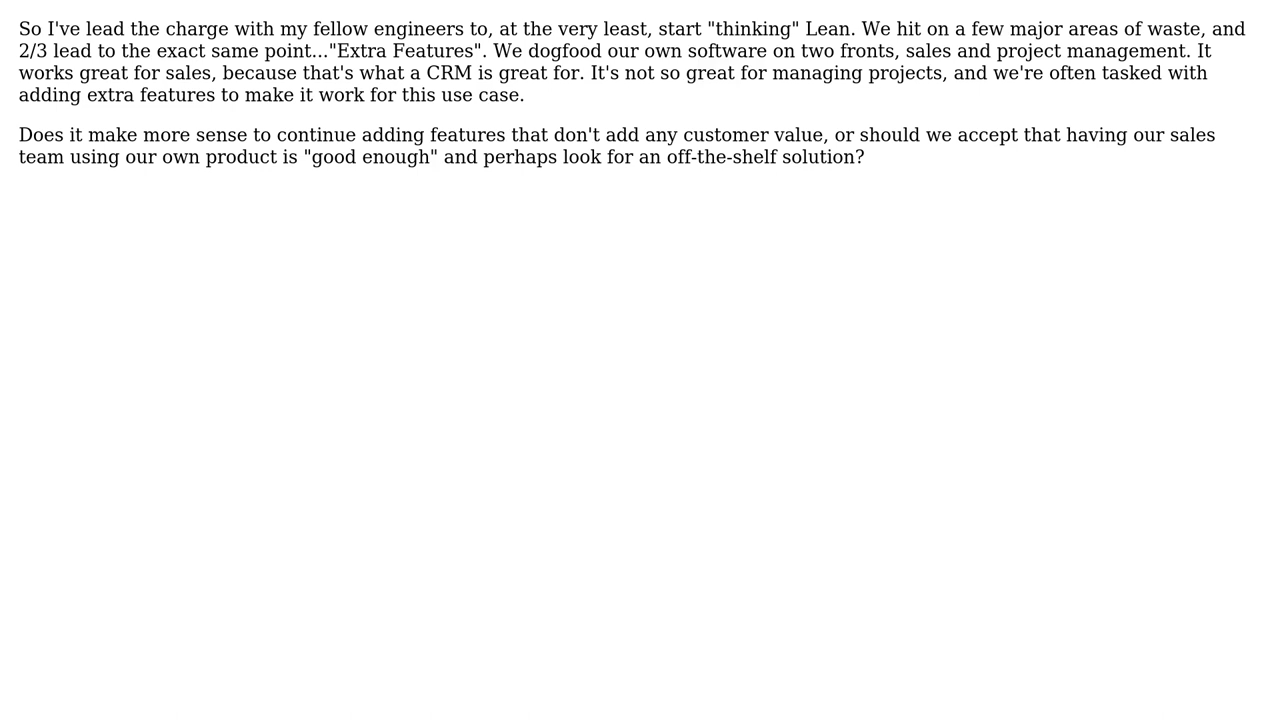 So I've lead the charge with my fellow engineers to, at the very least, start "thinking" Lean. We hit on a few major areas of waste, and
2/3 lead to the exact same point..."Extra Features". We dogfood our own software on two fronts, sales and project management. It
works great for sales, because that's what a CRM is great for. It's not so great for managing projects, and we're often tasked with
adding extra features to make it work for this use case.
Does it make more sense to continue adding features that don't add any customer value, or should we accept that having our sales
team using our own product is "good enough" and perhaps look for an off-the-shelf solution?